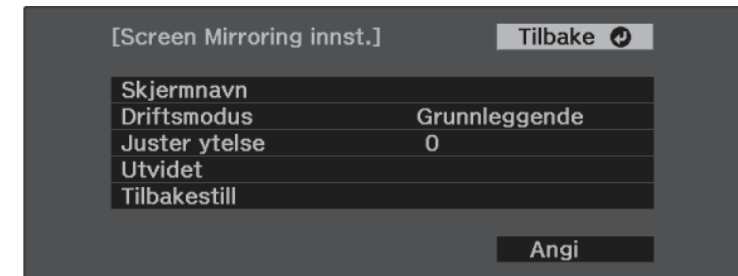 [Screen Mirroring innst.] Tilbake
Skjermnavn
Driftsmodus Grunnleggende
Juster ytelse 0
Utvidet
Tilbakestill
Angi